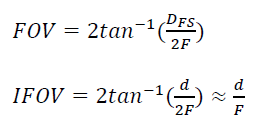 FOV = 2tan⁻¹(D_FS/2F)
IFOV = 2tan⁻¹(d/2F) ≈ d/F